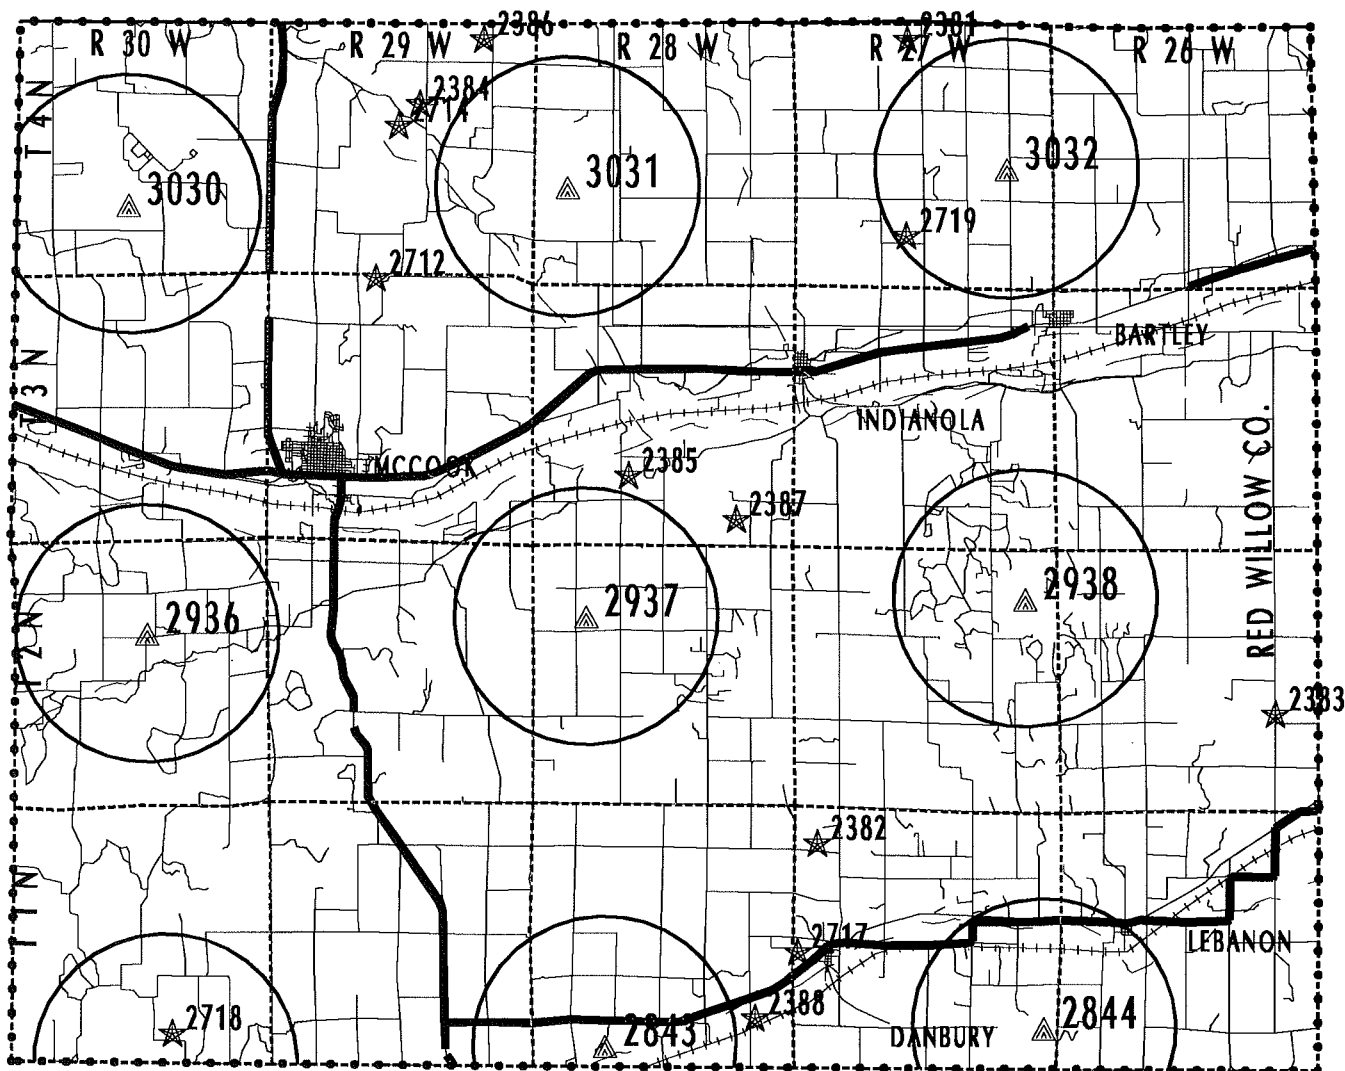 2386
2381
R 30 W
R 29 W
R 28 W
R 27 W
R 26 W
2384
2714
T 4 N
3030
3031
3032
2719
2712
BARTLEY
T 3 N
INDIANOLA
MCCOOK
2385
2387
RED WILLOW CO.
2936
2937
2938
T 2 N
2383
2382
T 1 N
2717
LEBANON
2718
2843
2388
DANBURY
2844